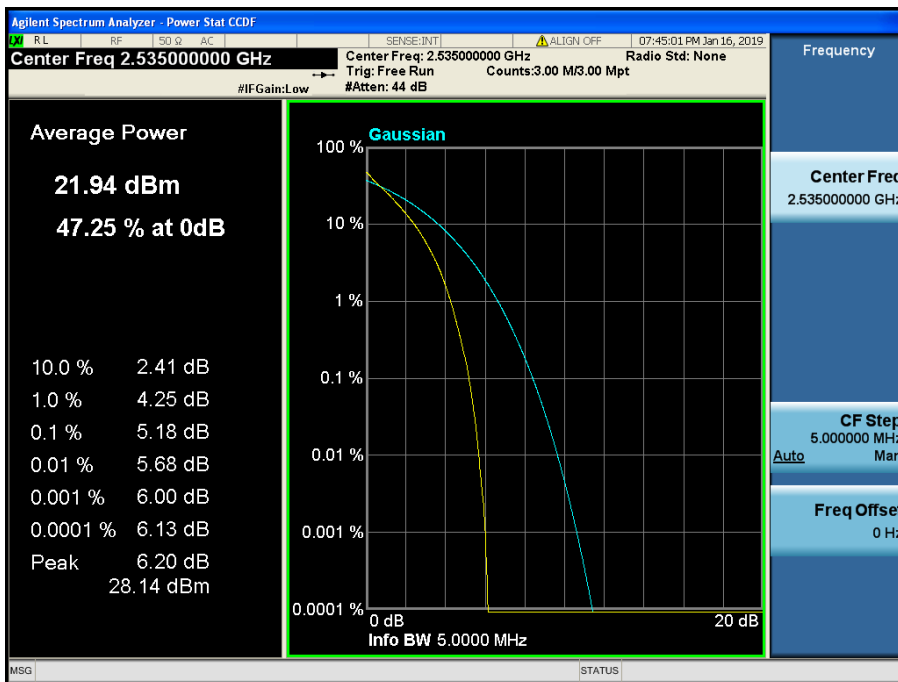 Agilent Spectrum Analyzer - Power Stat CCDF
LXI RL RF 50 Ω AC SENSE:INT ALIGN OFF 07:45:01 PM Jan 16, 2019
Center Freq 2.535000000 GHz
Center Freq: 2.535000000 GHz Radio Std: None
Trig: Free Run Counts:3.00 M/3.00 Mpt
#IFGain:Low #Atten: 44 dB
Average Power
21.94 dBm
47.25 % at 0dB
10.0 % 2.41 dB
1.0 % 4.25 dB
0.1 % 5.18 dB
0.01 % 5.68 dB
0.001 % 6.00 dB
0.0001 % 6.13 dB
Peak 6.20 dB
28.14 dBm
Gaussian
100 %
10 %
1 %
0.1 %
0.01 %
0.001 %
0.0001 %
0 dB 20 dB
Info BW 5.0000 MHz
Frequency
Center Freq
2.535000000 GHz
CF Step
5.000000 MHz
Auto Man
Freq Offset
0 Hz
MSG STATUS